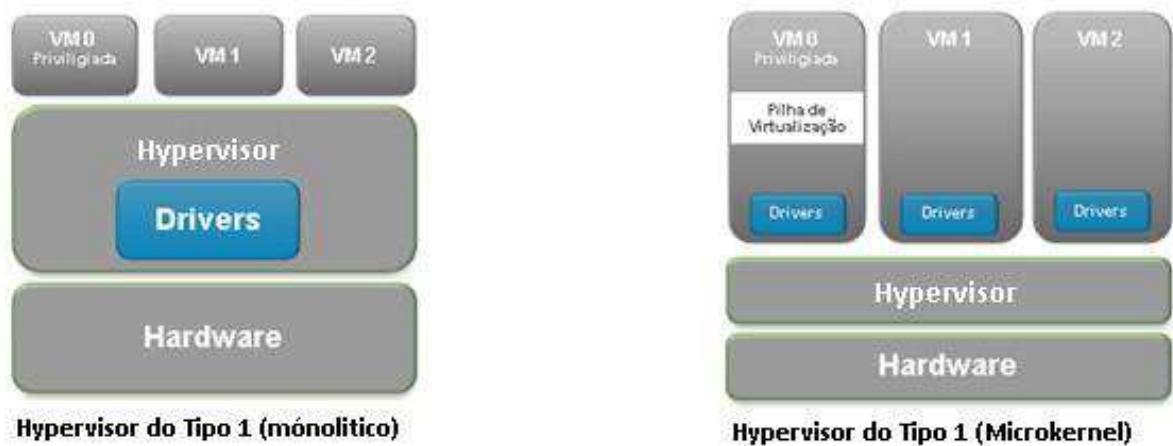 VM 0
Priviligiada
VM 1
VM 2
Hypervisor
Drivers
Hardware
Hypervisor do Tipo 1 (mónolitico)
VM 0
Priviligiada
Pilha de
Virtualização
Drivers
VM 1
Drivers
VM 2
Drivers
Hypervisor
Hardware
Hypervisor do Tipo 1 (Microkernel)